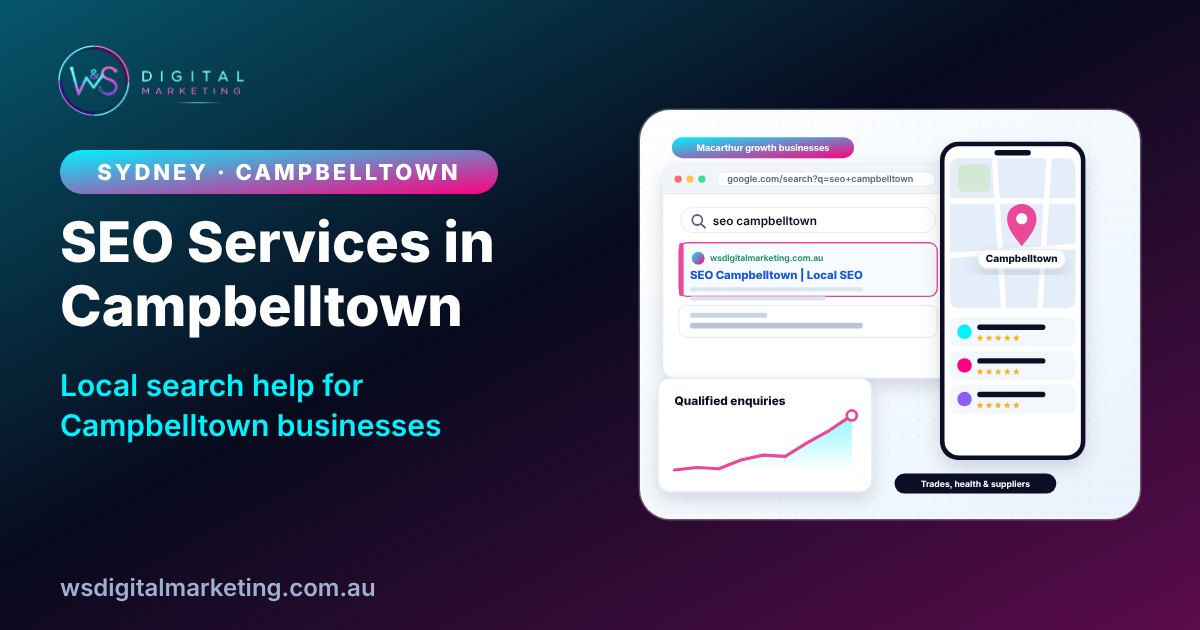 W&S DIGITAL
MARKETING
SYDNEY · CAMPBELLTOWN
SEO Services in
Campbelltown
Local search help for
Campbelltown businesses
wsdigitalmarketing.com.au
Macarthur growth businesses
google.com/search?q=seo+campbelltown
seo campbelltown
wsdigitalmarketing.com.au
SEO Campbelltown | Local SEO
Qualified enquiries
Campbelltown
Trades, health & suppliers